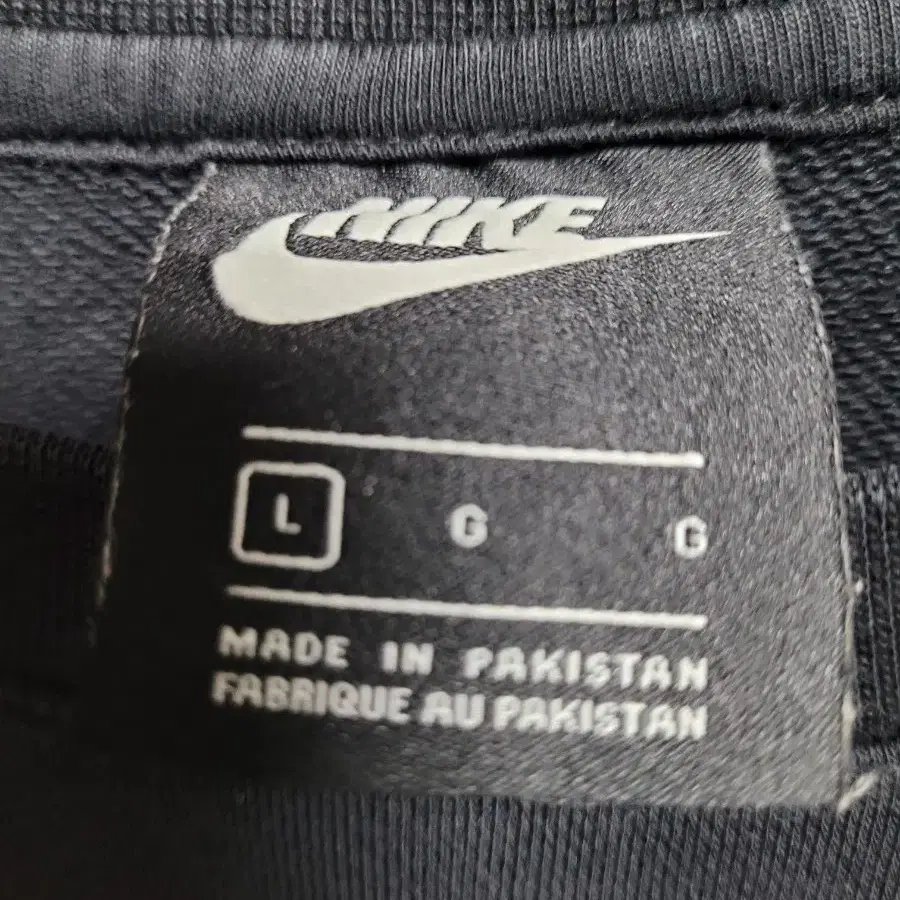 NIKE
L G G
MADE IN PAKISTAN
FABRIQUE AU PAKISTAN